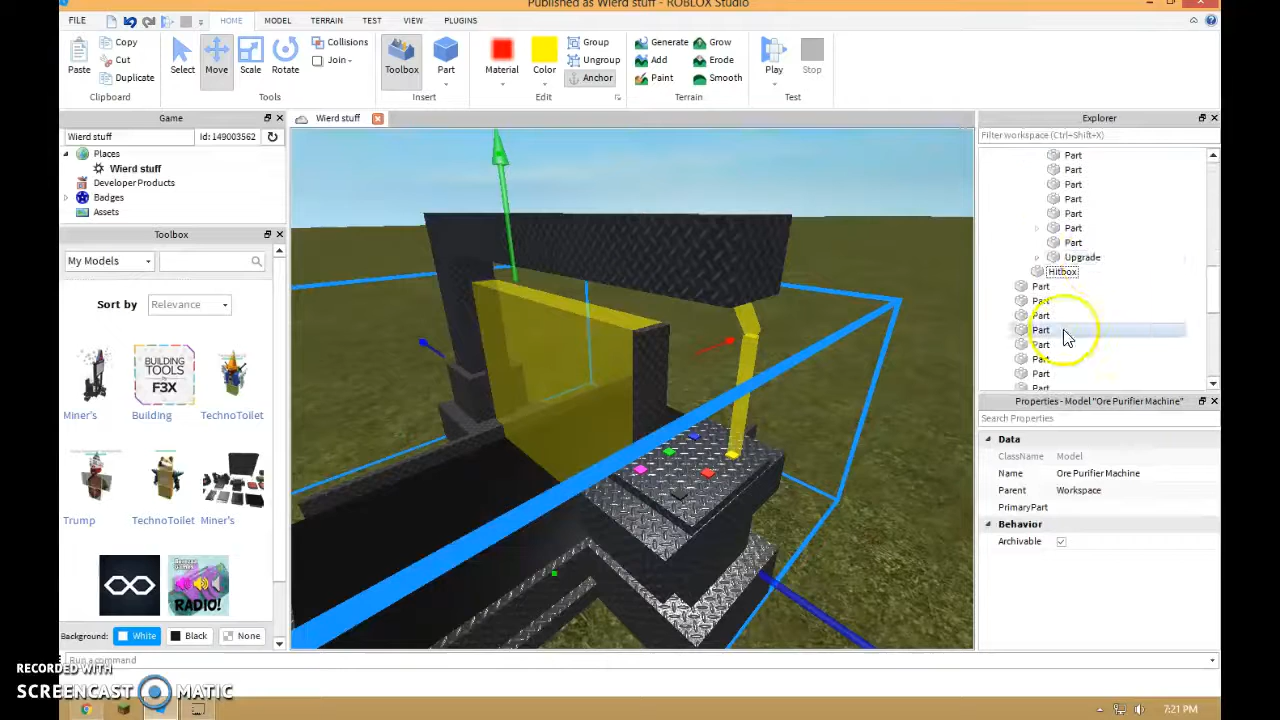 Published as Wierd stuff - ROBLOX Studio
FILE HOME MODEL TERRAIN TEST VIEW PLUGINS
Paste Copy Cut Duplicate Clipboard
Select Move Scale Rotate Collisions Join Tools
Toolbox Part Insert
Material Color Group Ungroup Anchor Edit
Generate Grow Add Erode Paint Smooth Terrain
Play Stop Test
Game
Wierd stuff Id: 149003562
Places
Wierd stuff
Developer Products
Badges
Assets
Toolbox
My Models
Sort by Relevance
BUILDING TOOLS by F3X
Miner's Building TechnoToilet
Trump TechnoToilet Miner's
RADIO!
Background: White Black None
Wierd stuff
Explorer
Filter workspace (Ctrl+Shift+X)
Part
Part
Part
Part
Part
Part
Part
Upgrade
Hitbox
Part
Part
Part
Part
Part
Part
Part
Part
Properties - Model "Ore Purifier Machine"
Search Properties
Data
ClassName Model
Name Ore Purifier Machine
Parent Workspace
PrimaryPart
Behavior
Archivable
Run a command
RECORDED WITH
SCREENCAST MATIC
7:21 PM